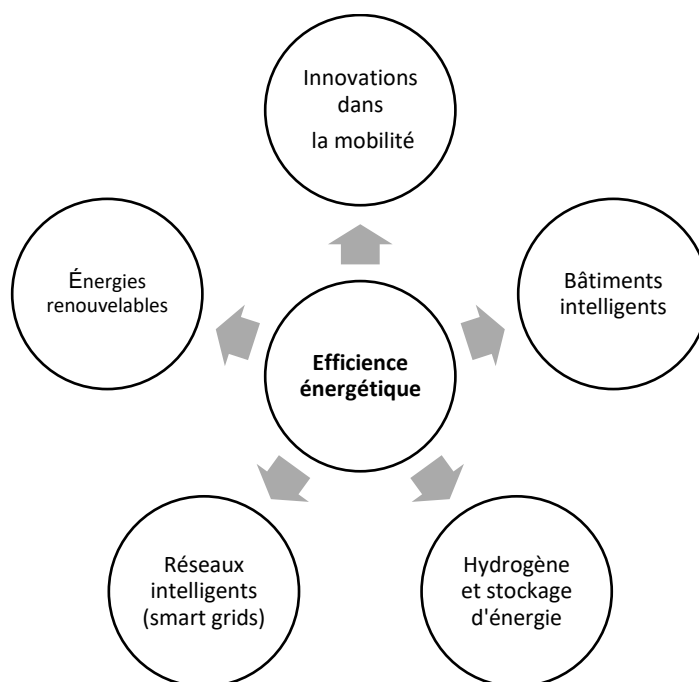 Innovations
dans
la mobilité
Énergies
renouvelables
Bâtiments
intelligents
Efficience
énergétique
Réseaux
intelligents
(smart grids)
Hydrogène
et stockage
d'énergie